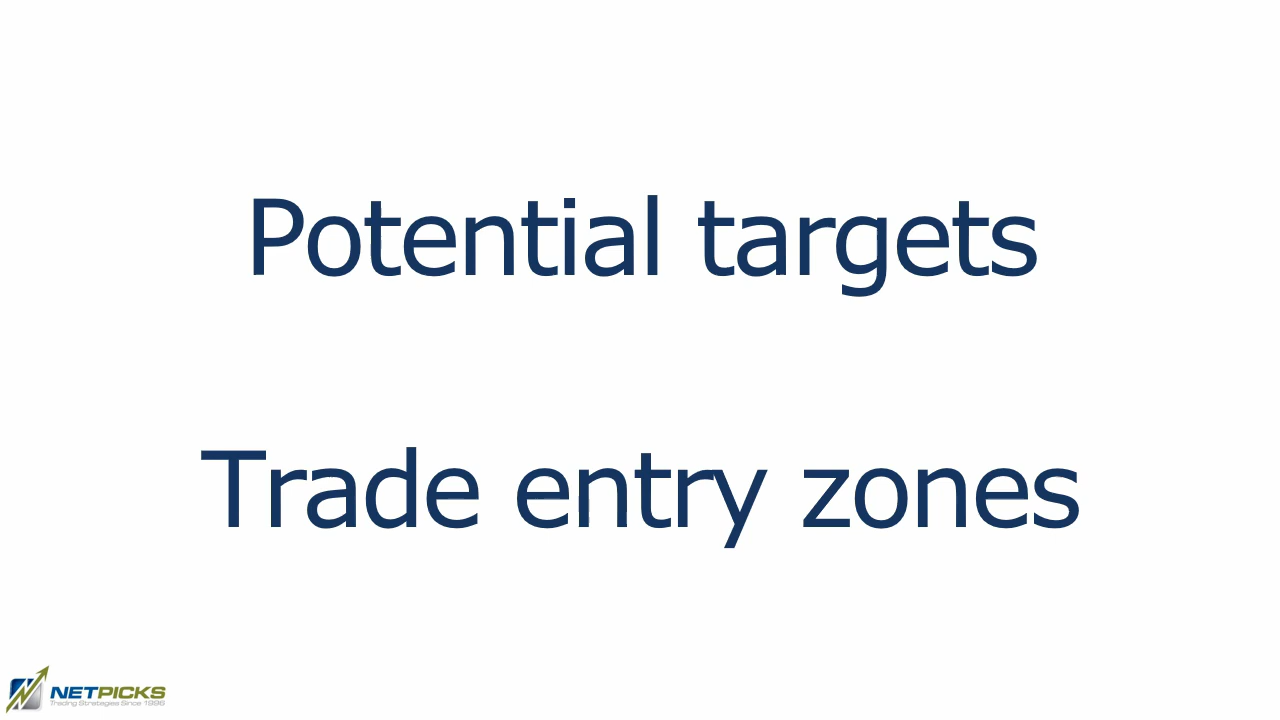 Potential targets
Trade entry zones
NETPICKS
Trading Strategies Since 1996